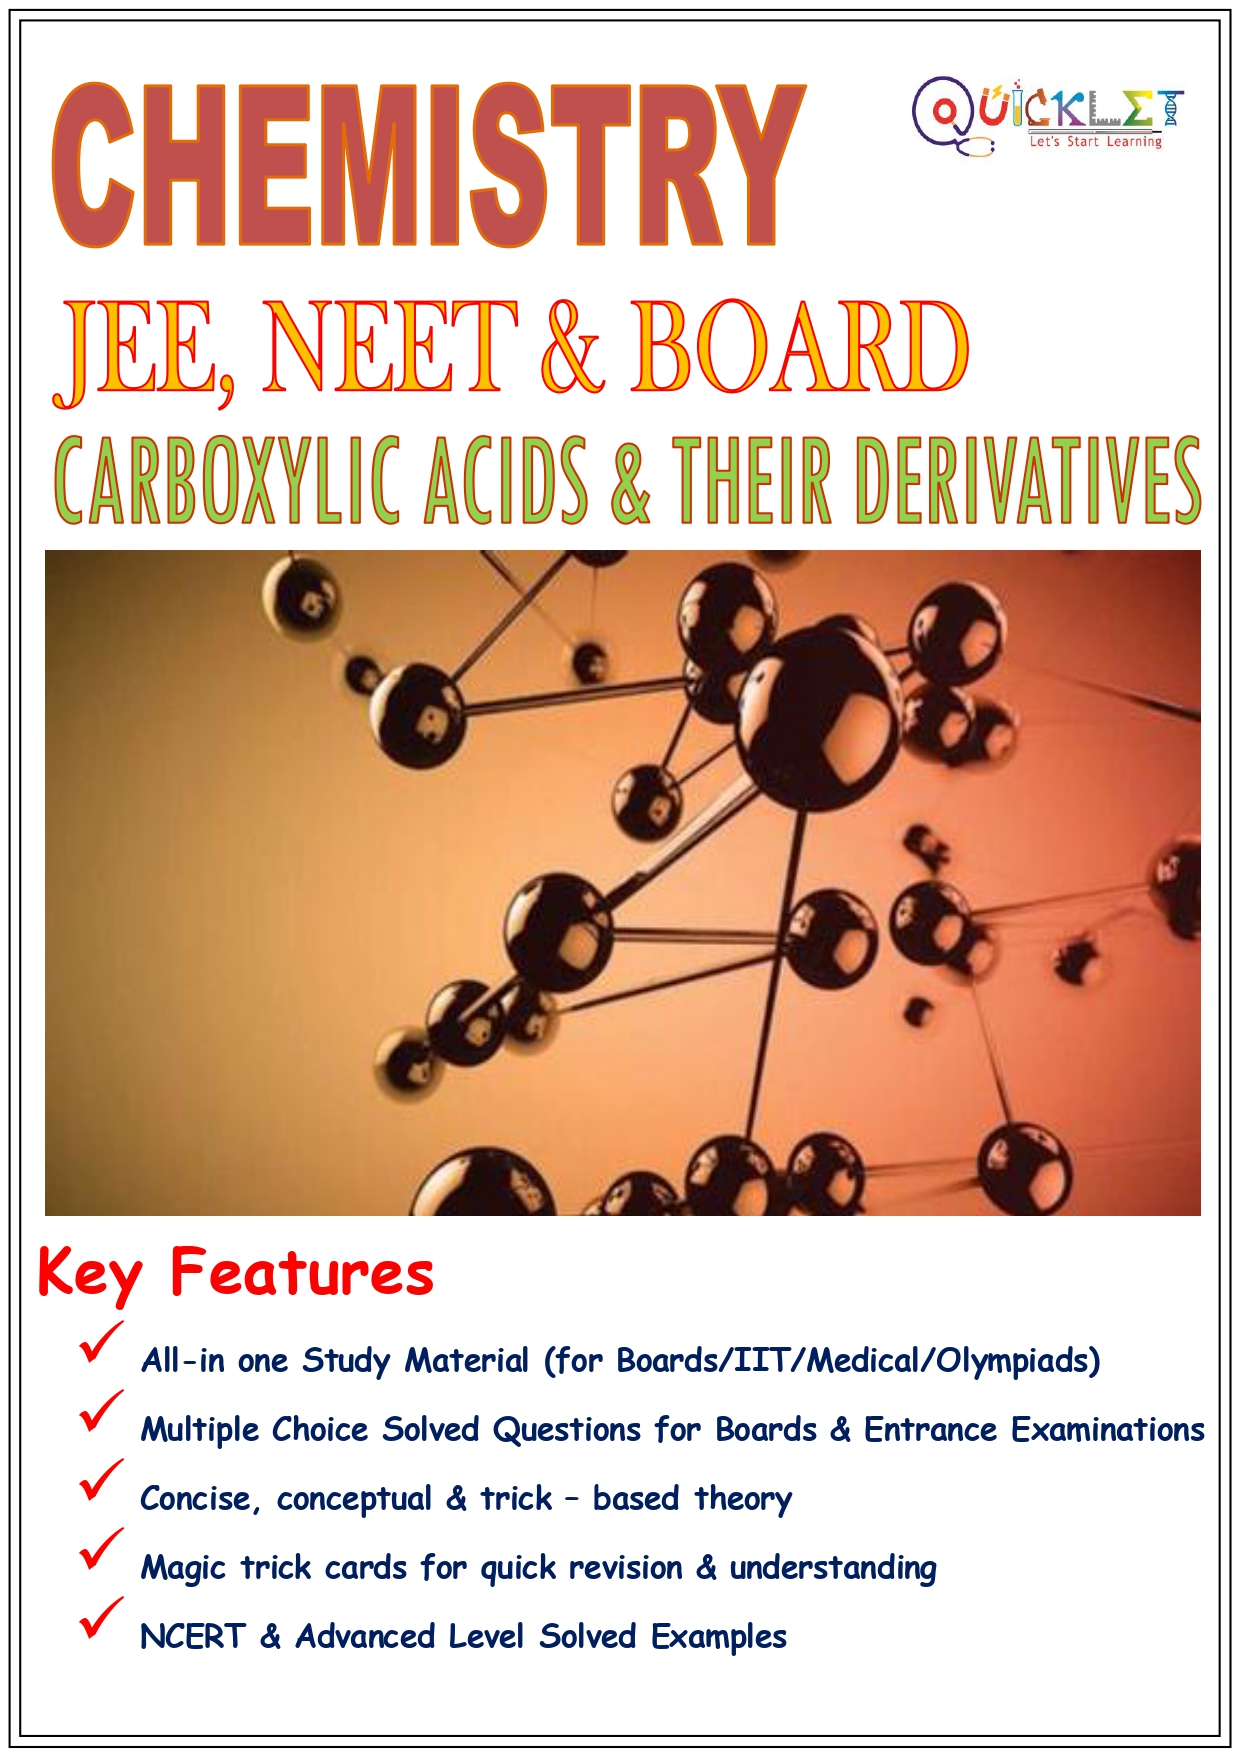 CHEMISTRY
QUICKLET
Let's Start Learning
JEE, NEET & BOARD
CARBOXYLIC ACIDS & THEIR DERIVATIVES
Key Features
✓ All-in one Study Material (for Boards/IIT/Medical/Olympiads)
✓ Multiple Choice Solved Questions for Boards & Entrance Examinations
✓ Concise, conceptual & trick – based theory
✓ Magic trick cards for quick revision & understanding
✓ NCERT & Advanced Level Solved Examples